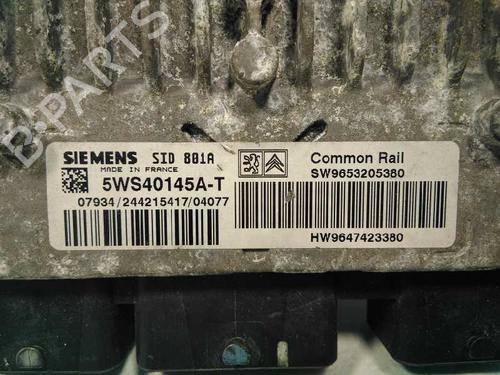 B-PARTS
SIEMENS SID 801A
MADE IN FRANCE
5WS40145A-T
07934/244215417/04077
Common Rail
SW9653205380
HW9647423380